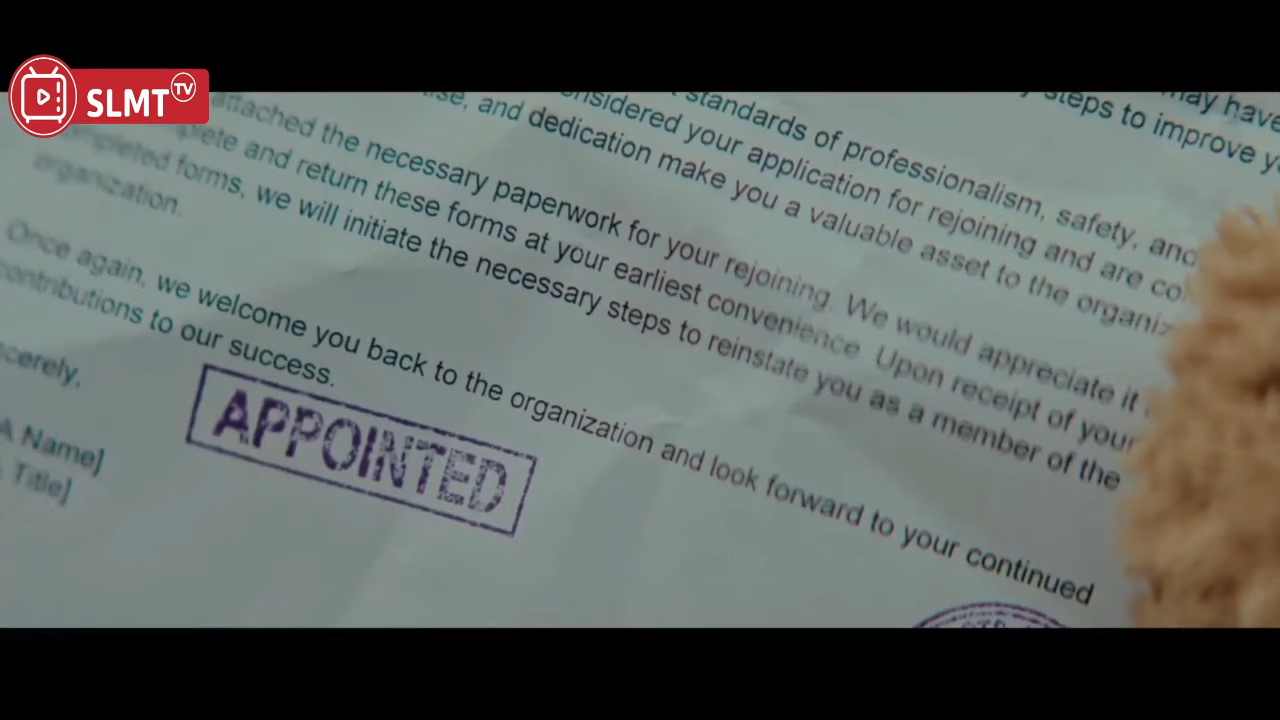 SLMT TV
may have
y steps to improve
standards of professionalism, safety, and
considered your application for rejoining and are
and dedication make you a valuable asset to the
attached the necessary paperwork for your rejoining. We would appreciate it
and return these forms at your earliest convenience. Upon receipt of your
completed forms, we will initiate the necessary steps to reinstate you as a member of the
organization.
Once again, we welcome you back to the organization and look forward to your continued
contributions to our success.
APPOINTED
ncerely,
A Name]
Title]